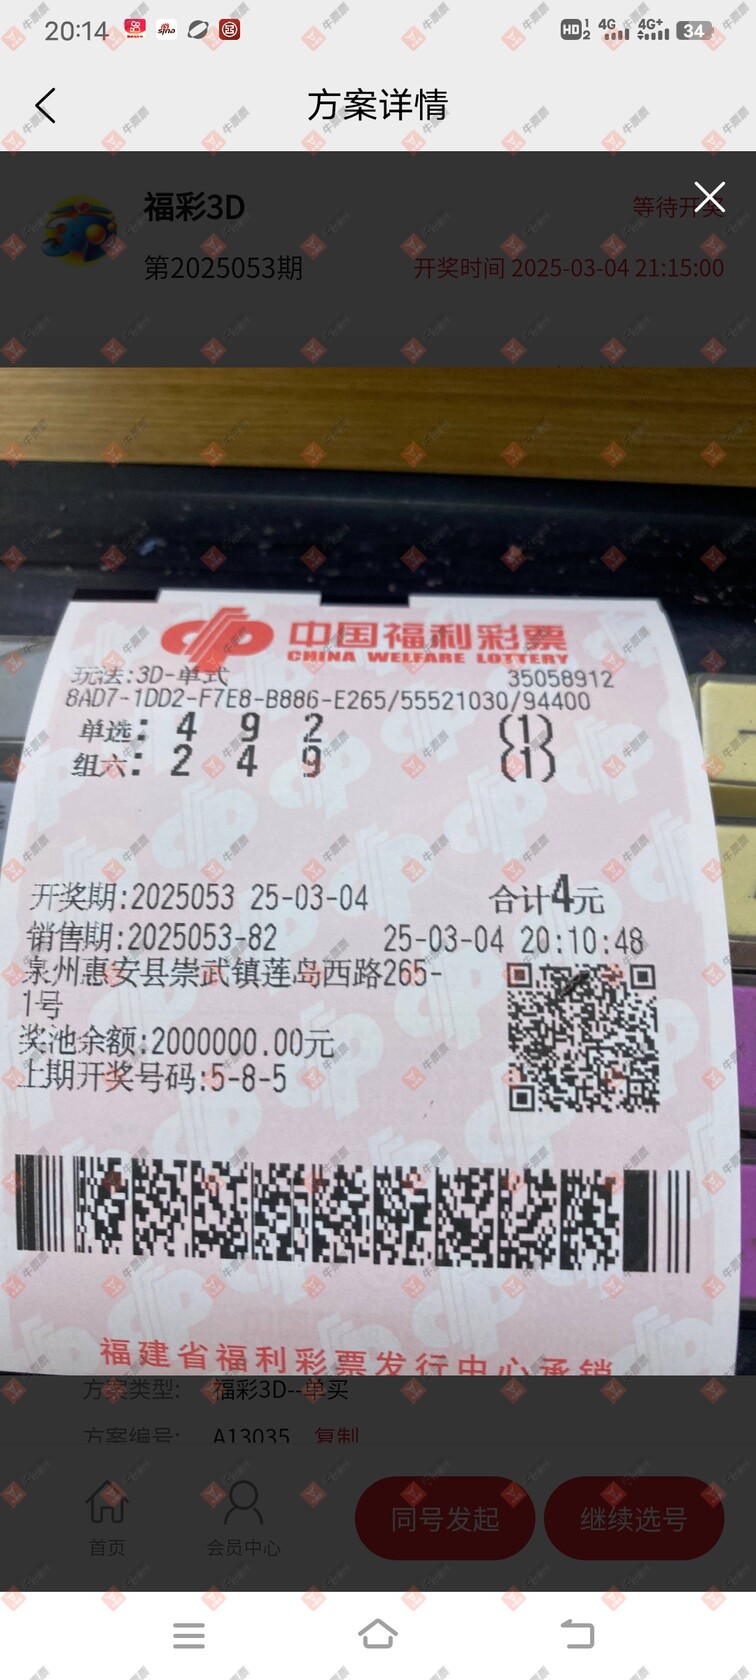 20:14
HD 1 2 4G 4G+ 34
方案详情
福彩3D
等待开奖
第2025053期
开奖时间 2025-03-04 21:15:00
中国福利彩票
CHINA WELFARE LOTTERY
玩法:3D-单式
35058912
8AD7-1DD2-F7E8-B886-E265/55521030/94400
单选: 4 9 2 (1)
组六: 2 4 9 (1)
开奖期:2025053 25-03-04 合计4元
销售期:2025053-82 25-03-04 20:10:48
泉州惠安县崇武镇莲岛西路265-
1号
奖池余额:2000000.00元
上期开奖号码:5-8-5
福建省福利彩票发行中心承销
方案类型: 福彩3D--单买
方案编号: A13035 复制
首页
会员中心
同号发起
继续选号
牛票票